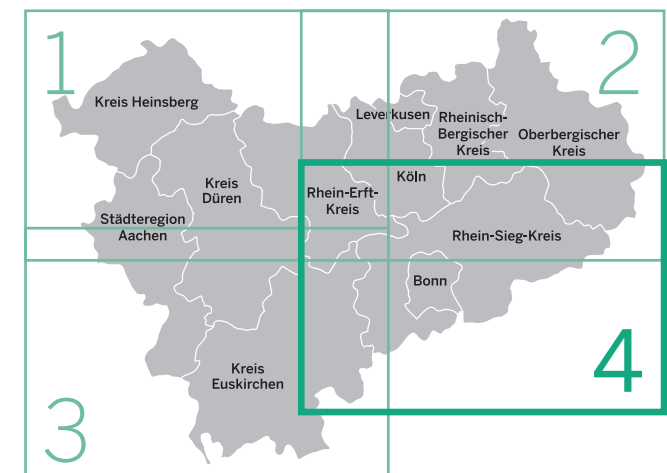 1
2
Kreis Heinsberg
Leverkusen
Rheinisch-
Bergischer
Kreis
Oberbergischer
Kreis
Köln
Kreis
Düren
Rhein-Erft-
Kreis
Städteregion
Aachen
Rhein-Sieg-Kreis
Bonn
Kreis
Euskirchen
3
4